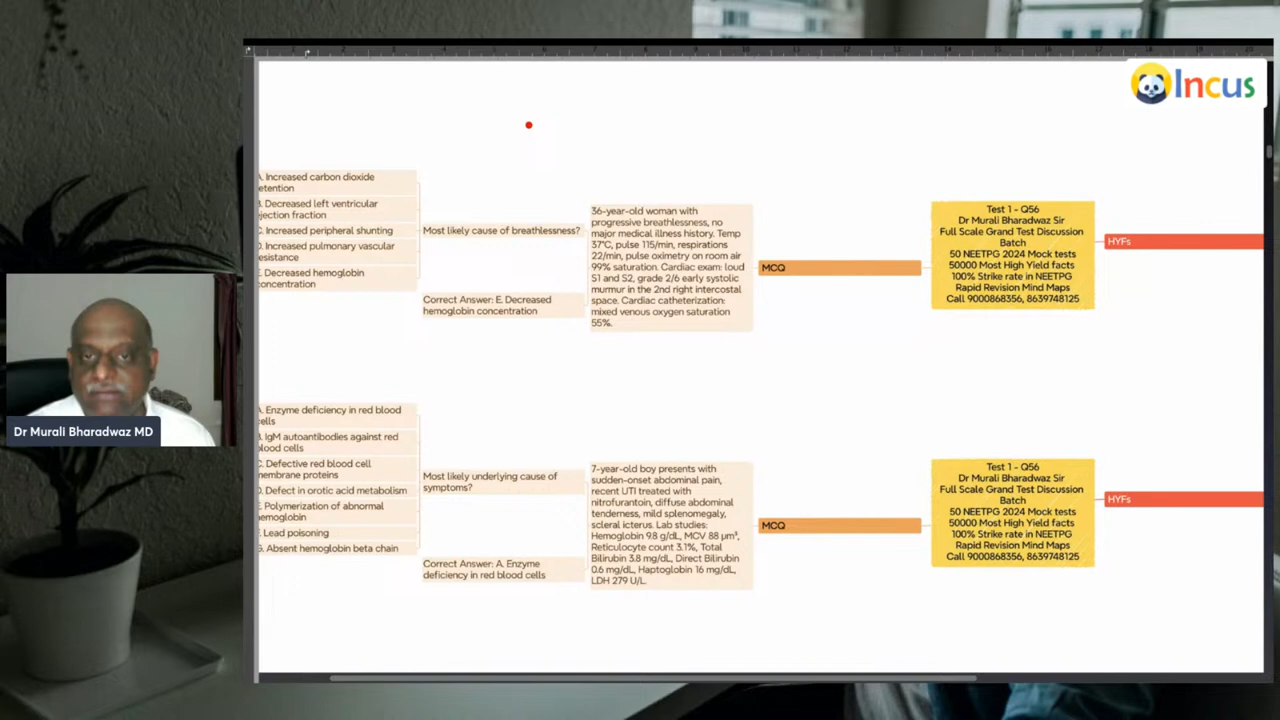 Incus
A. Increased carbon dioxide
retention
B. Decreased left ventricular
ejection fraction
C. Increased peripheral shunting
D. Increased pulmonary vascular
resistance
E. Decreased hemoglobin
concentration
Most likely cause of breathlessness?
Correct Answer: E. Decreased
hemoglobin concentration
36-year-old woman with
progressive breathlessness, no
major medical illness history. Temp
37°C, pulse 115/min, respirations
22/min, pulse oximetry on room air
99% saturation. Cardiac exam: loud
S1 and S2, grade 2/6 early systolic
murmur in the 2nd right intercostal
space. Cardiac catheterization:
mixed venous oxygen saturation
55%.
MCQ
Test 1 - Q56
Dr Murali Bharadwaz Sir
Full Scale Grand Test Discussion
Batch
50 NEETPG 2024 Mock tests
50000 Most High Yield facts
100% Strike rate in NEETPG
Rapid Revision Mind Maps
Call 9000868356, 8639748125
HYFs
A. Enzyme deficiency in red blood
cells
B. IgM autoantibodies against red
blood cells
C. Defective red blood cell
membrane proteins
D. Defect in orotic acid metabolism
E. Polymerization of abnormal
hemoglobin
F. Lead poisoning
G. Absent hemoglobin beta chain
Most likely underlying cause of
symptoms?
Correct Answer: A. Enzyme
deficiency in red blood cells
7-year-old boy presents with
sudden-onset abdominal pain,
recent UTI treated with
nitrofurantoin, diffuse abdominal
tenderness, mild splenomegaly,
scleral icterus. Lab studies:
Hemoglobin 9.8 g/dL, MCV 88 µm³,
Reticulocyte count 3.1%, Total
Bilirubin 3.8 mg/dL, Direct Bilirubin
0.6 mg/dL, Haptoglobin 16 mg/dL,
LDH 279 U/L.
MCQ
Test 1 - Q56
Dr Murali Bharadwaz Sir
Full Scale Grand Test Discussion
Batch
50 NEETPG 2024 Mock tests
50000 Most High Yield facts
100% Strike rate in NEETPG
Rapid Revision Mind Maps
Call 9000868356, 8639748125
HYFs
Dr Murali Bharadwaz MD